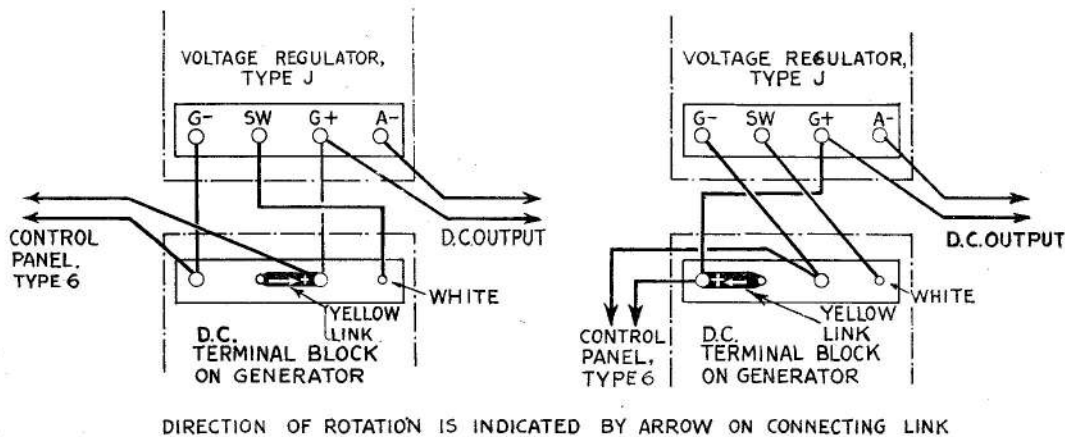 VOLTAGE REGULATOR,
TYPE J
G- SW G+ A-
CONTROL
PANEL,
TYPE 6
D.C. OUTPUT
WHITE
YELLOW
LINK
D.C.
TERMINAL BLOCK
ON GENERATOR
VOLTAGE REGULATOR,
TYPE J
G- SW G+ A-
D.C. OUTPUT
WHITE
YELLOW
LINK
CONTROL
PANEL,
TYPE 6
D.C.
TERMINAL BLOCK
ON GENERATOR
DIRECTION OF ROTATION IS INDICATED BY ARROW ON CONNECTING LINK